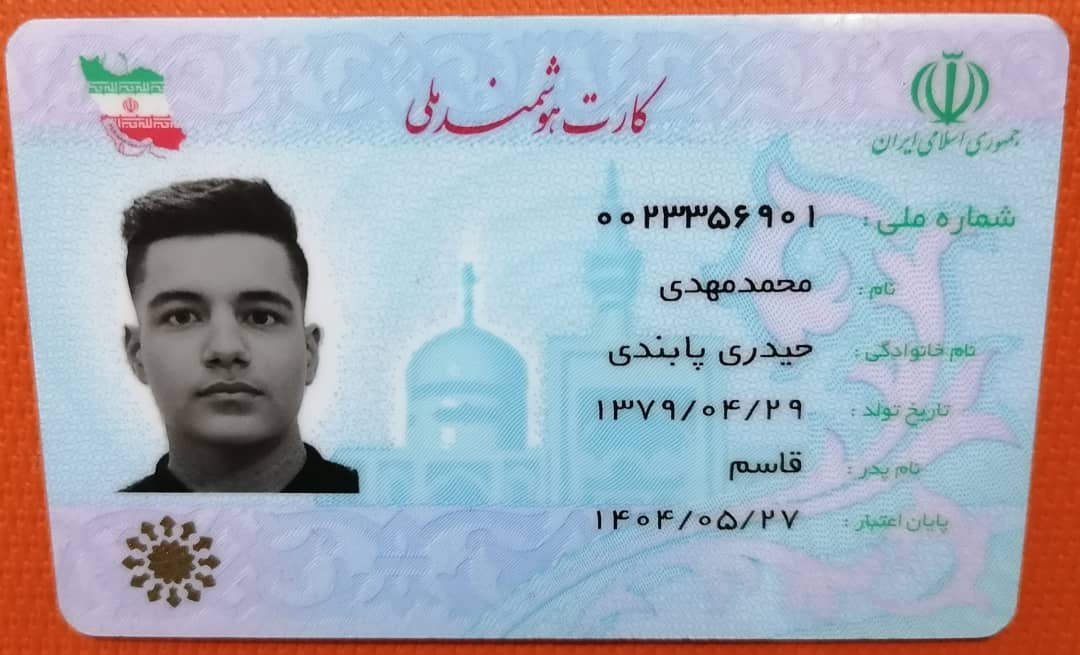 کارت هوشمند ملی
جمهوری اسلامی ایران
شماره ملی : ۰۰۲۳۳۵۶۹۰۱
نام : محمدمهدی
نام خانوادگی : حیدری پابندی
تاریخ تولد : ۱۳۷۹/۰۴/۲۹
نام پدر : قاسم
پایان اعتبار : ۱۴۰۴/۰۵/۲۷